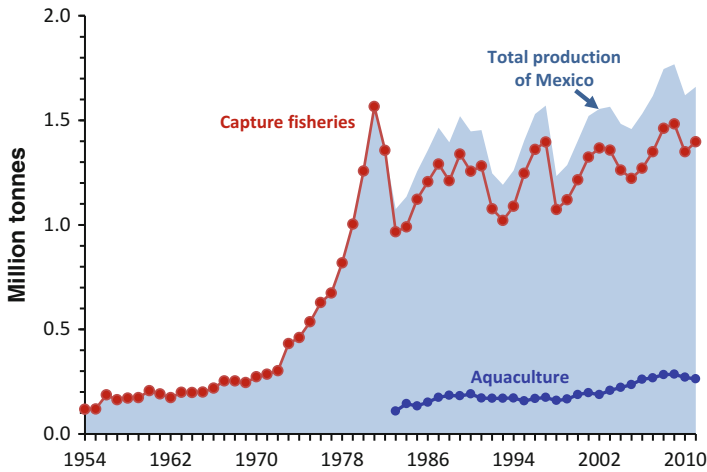 2.0
Total production
of Mexico
1.5
Capture fisheries
1.0
Million tonnes
0.5
Aquaculture
0.0
1954 1962 1970 1978 1986 1994 2002 2010